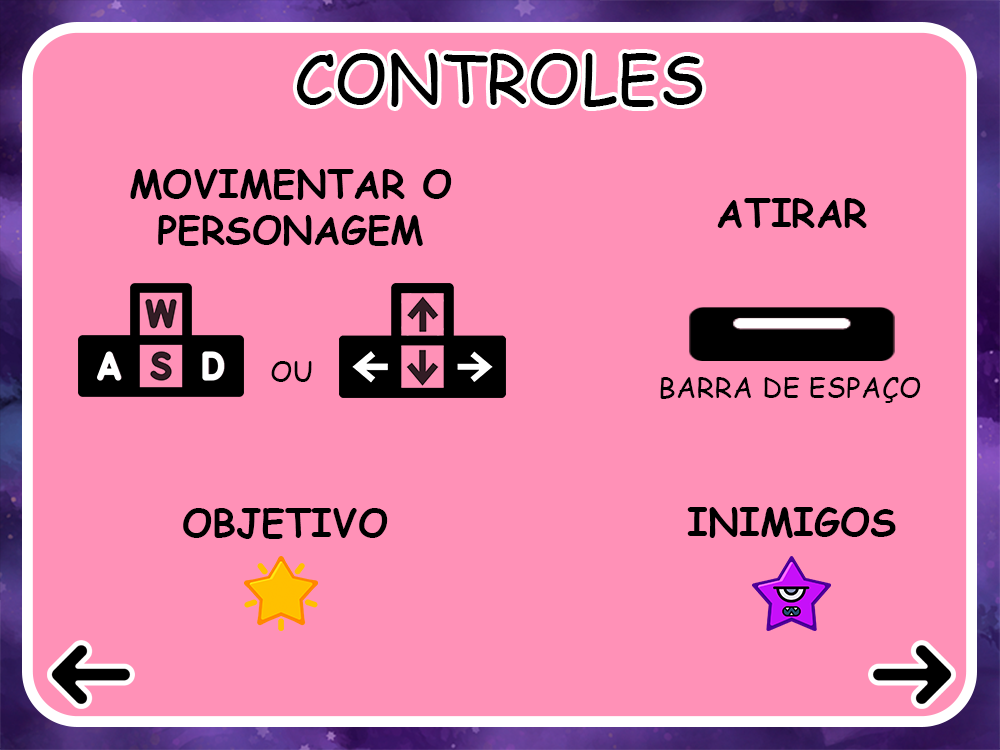 CONTROLES
MOVIMENTAR O
PERSONAGEM
W
A S D
OU
ATIRAR
BARRA DE ESPAÇO
OBJETIVO
INIMIGOS